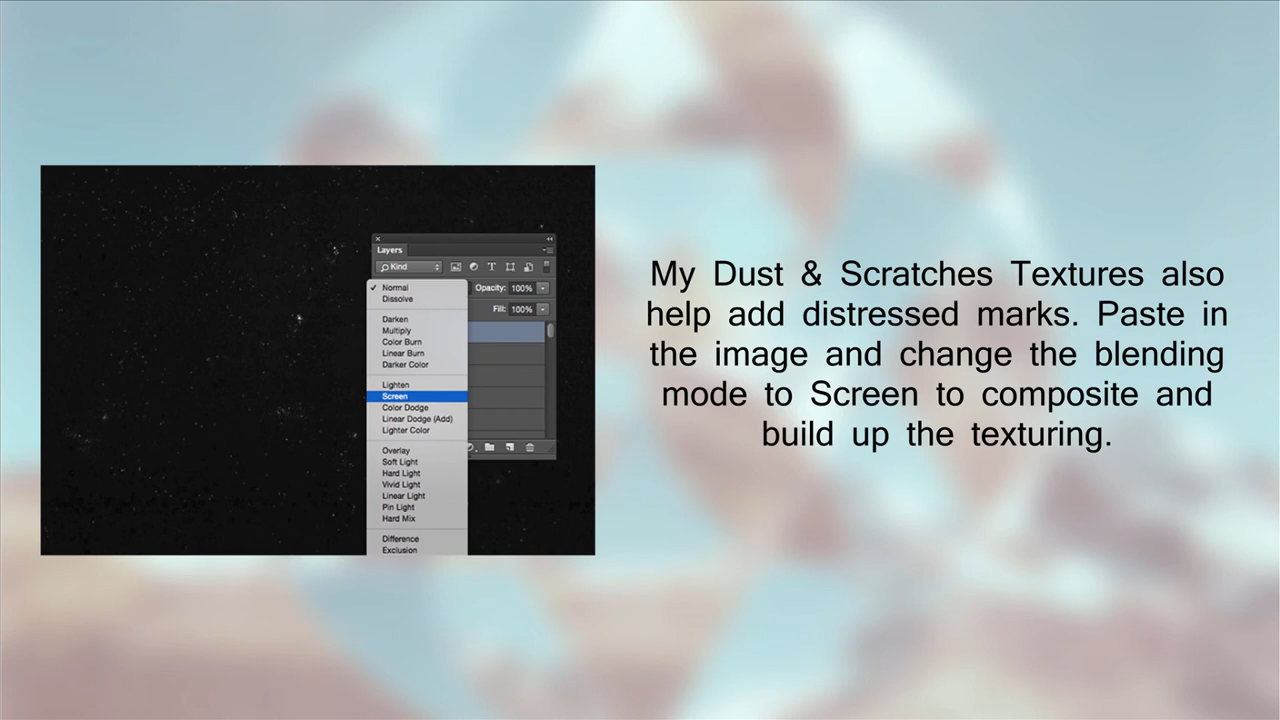 Layers
Kind
Normal
Opacity: 100%
Dissolve
Fill: 100%
Darken
Multiply
Color Burn
Linear Burn
Darker Color
Lighten
Screen
Color Dodge
Linear Dodge (Add)
Lighter Color
Overlay
Soft Light
Hard Light
Vivid Light
Linear Light
Pin Light
Hard Mix
Difference
Exclusion
My Dust & Scratches Textures also
help add distressed marks. Paste in
the image and change the blending
mode to Screen to composite and
build up the texturing.